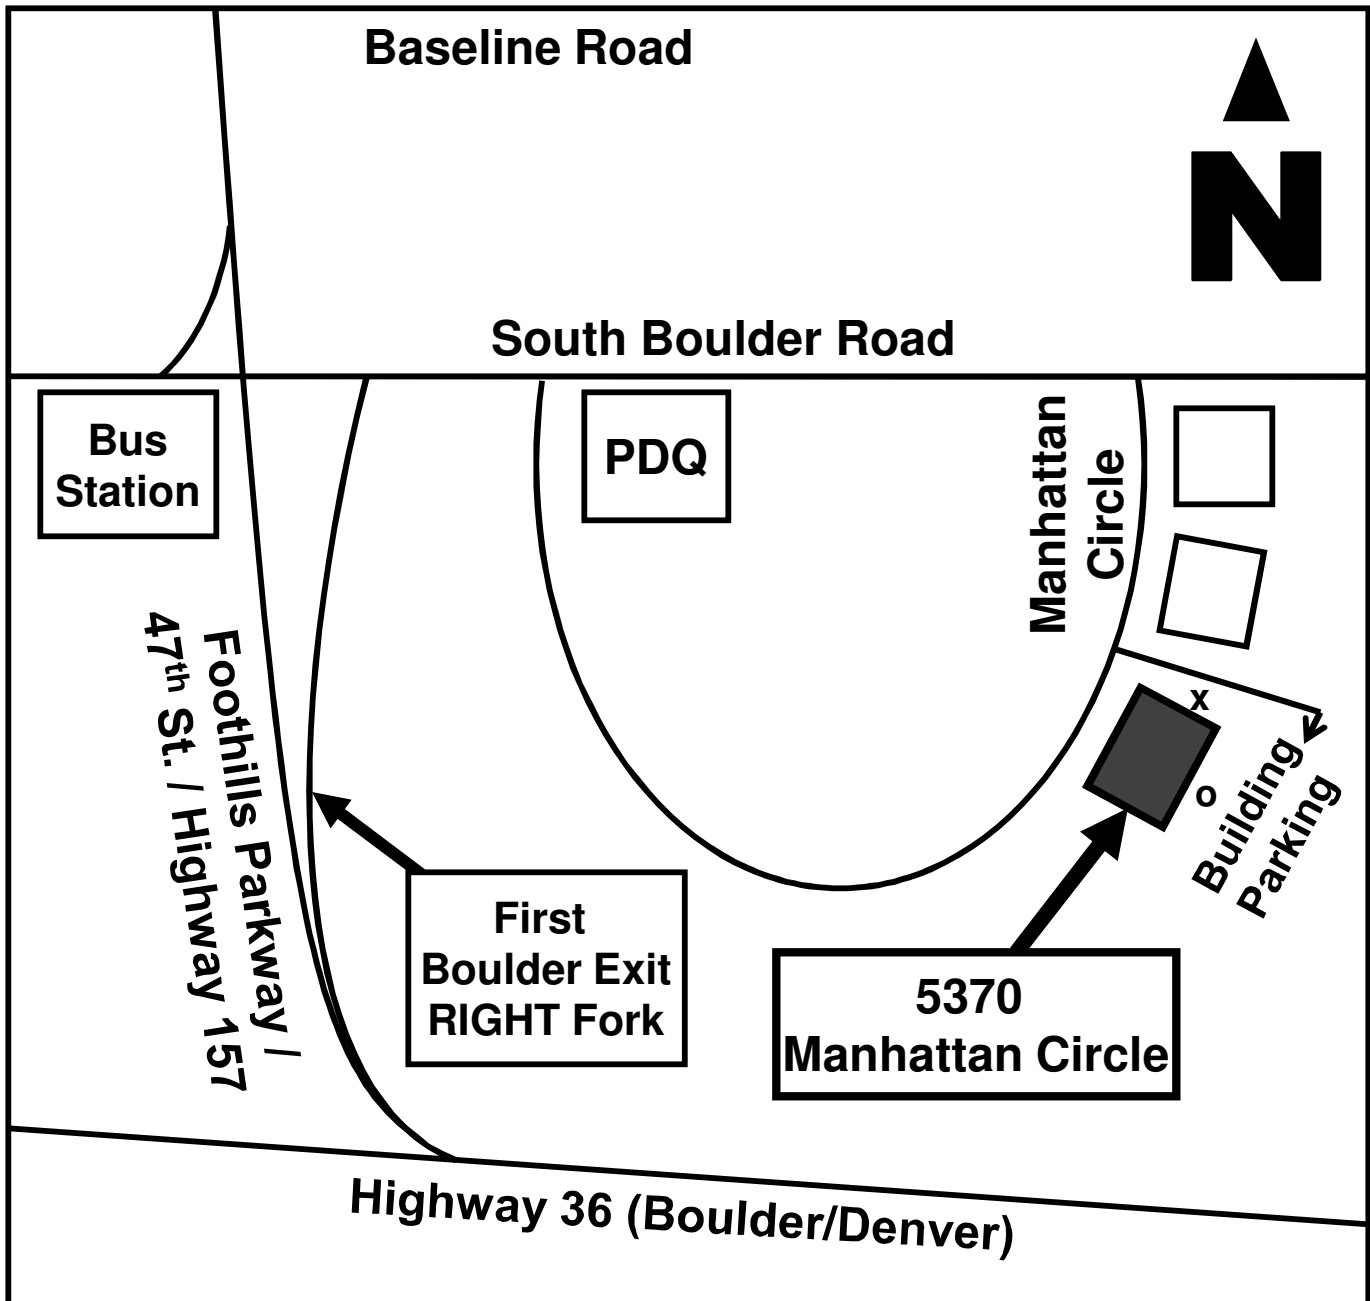 Baseline Road
N
South Boulder Road
Bus
Station
PDQ
Manhattan
Circle
Foothills Parkway /
47th St. / Highway 157
x
o
Building
Parking
First
Boulder Exit
RIGHT Fork
5370
Manhattan Circle
Highway 36 (Boulder/Denver)